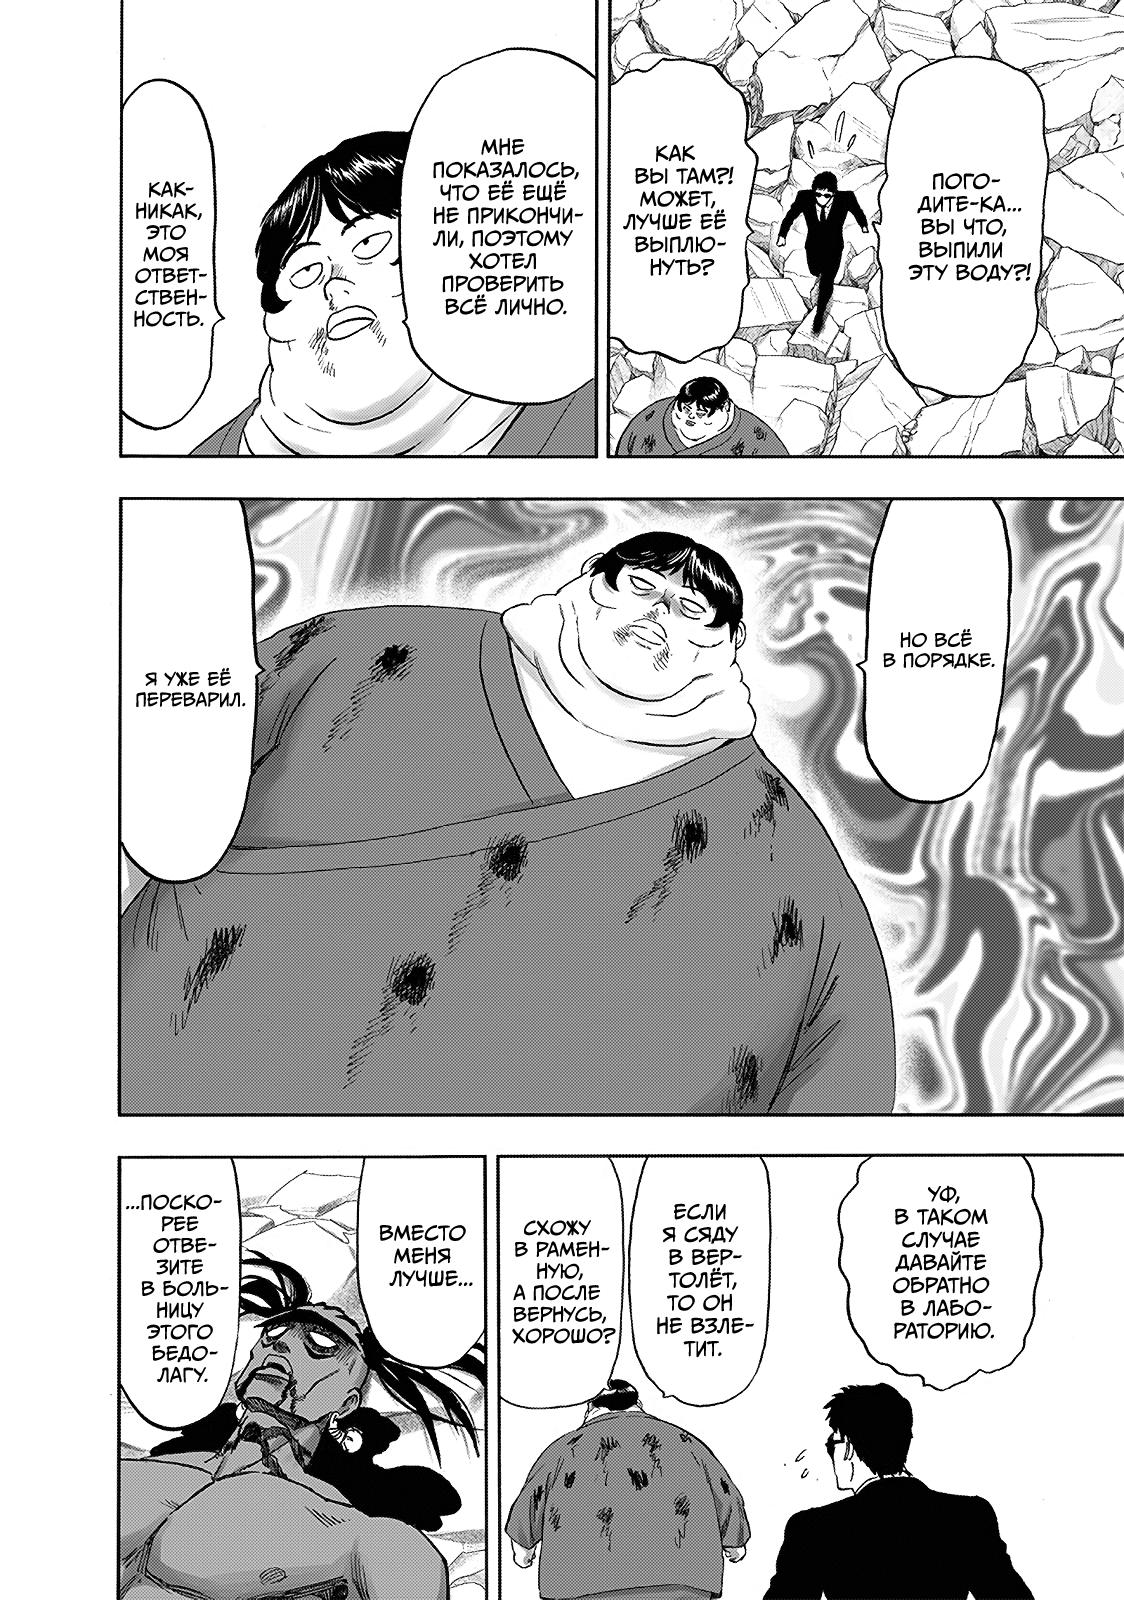 ПОГО-
ДИТЕ-КА...
ВЫ ЧТО,
ВЫПИЛИ
ЭТУ ВОДУ?!
КАК
ВЫ ТАМ?!
МОЖЕТ,
ЛУЧШЕ ЕЁ
ВЫПЛЮ-
НУТЬ?
МНЕ
ПОКАЗАЛОСЬ,
ЧТО ЕЁ ЕЩЁ
НЕ ПРИКОНЧИ-
ЛИ, ПОЭТОМУ
ХОТЕЛ
ПРОВЕРИТЬ
ВСЁ ЛИЧНО.
КАК-
НИКАК,
ЭТО
МОЯ
ОТВЕТ-
СТВЕН-
НОСТЬ.
НО ВСЁ
В ПОРЯДКЕ.
Я УЖЕ ЕЁ
ПЕРЕВАРИЛ.
УФ,
В ТАКОМ
СЛУЧАЕ
ДАВАЙТЕ
ОБРАТНО
В ЛАБО-
РАТОРИЮ.
ЕСЛИ
Я СЯДУ
В ВЕР-
ТОЛЁТ,
ТО ОН
НЕ ВЗЛЕ-
ТИТ.
СХОЖУ
В РАМЕН-
НУЮ,
А ПОСЛЕ
ВЕРНУСЬ,
ХОРОШО?
ВМЕСТО
МЕНЯ
ЛУЧШЕ...
...ПОСКО-
РЕЕ
ОТВЕ-
ЗИТЕ
В БОЛЬ-
НИЦУ
ЭТОГО
БЕДО-
ЛАГУ.